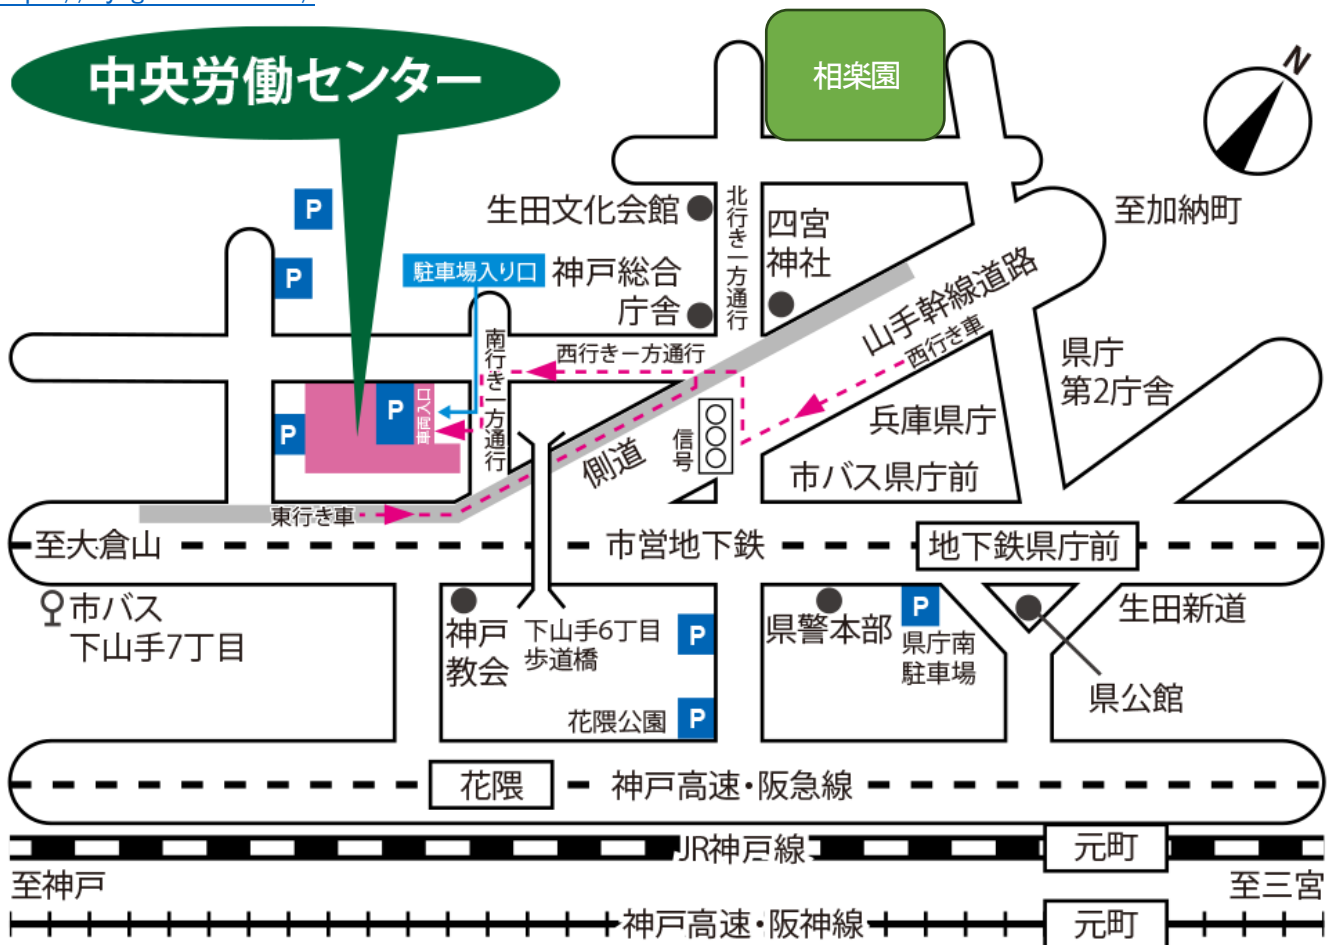 中央労働センター
相楽園
N
P
生田文化会館
北行き一方通行
四宮
神社
至加納町
P
駐車場入り口
神戸総合
庁舎
山手幹線道路
西行き車
南行き一方通行
西行き一方通行
県庁
第2庁舎
P
車両入口
P
信号
側道
兵庫県庁
市バス県庁前
東行き車
至大倉山
市営地下鉄
地下鉄県庁前
市バス
下山手7丁目
神戸
教会
下山手6丁目
歩道橋
P
県警本部
P
県庁南
駐車場
生田新道
県公館
花隈公園
P
花隈
神戸高速・阪急線
JR神戸線
元町
至神戸
至三宮
神戸高速・阪神線
元町